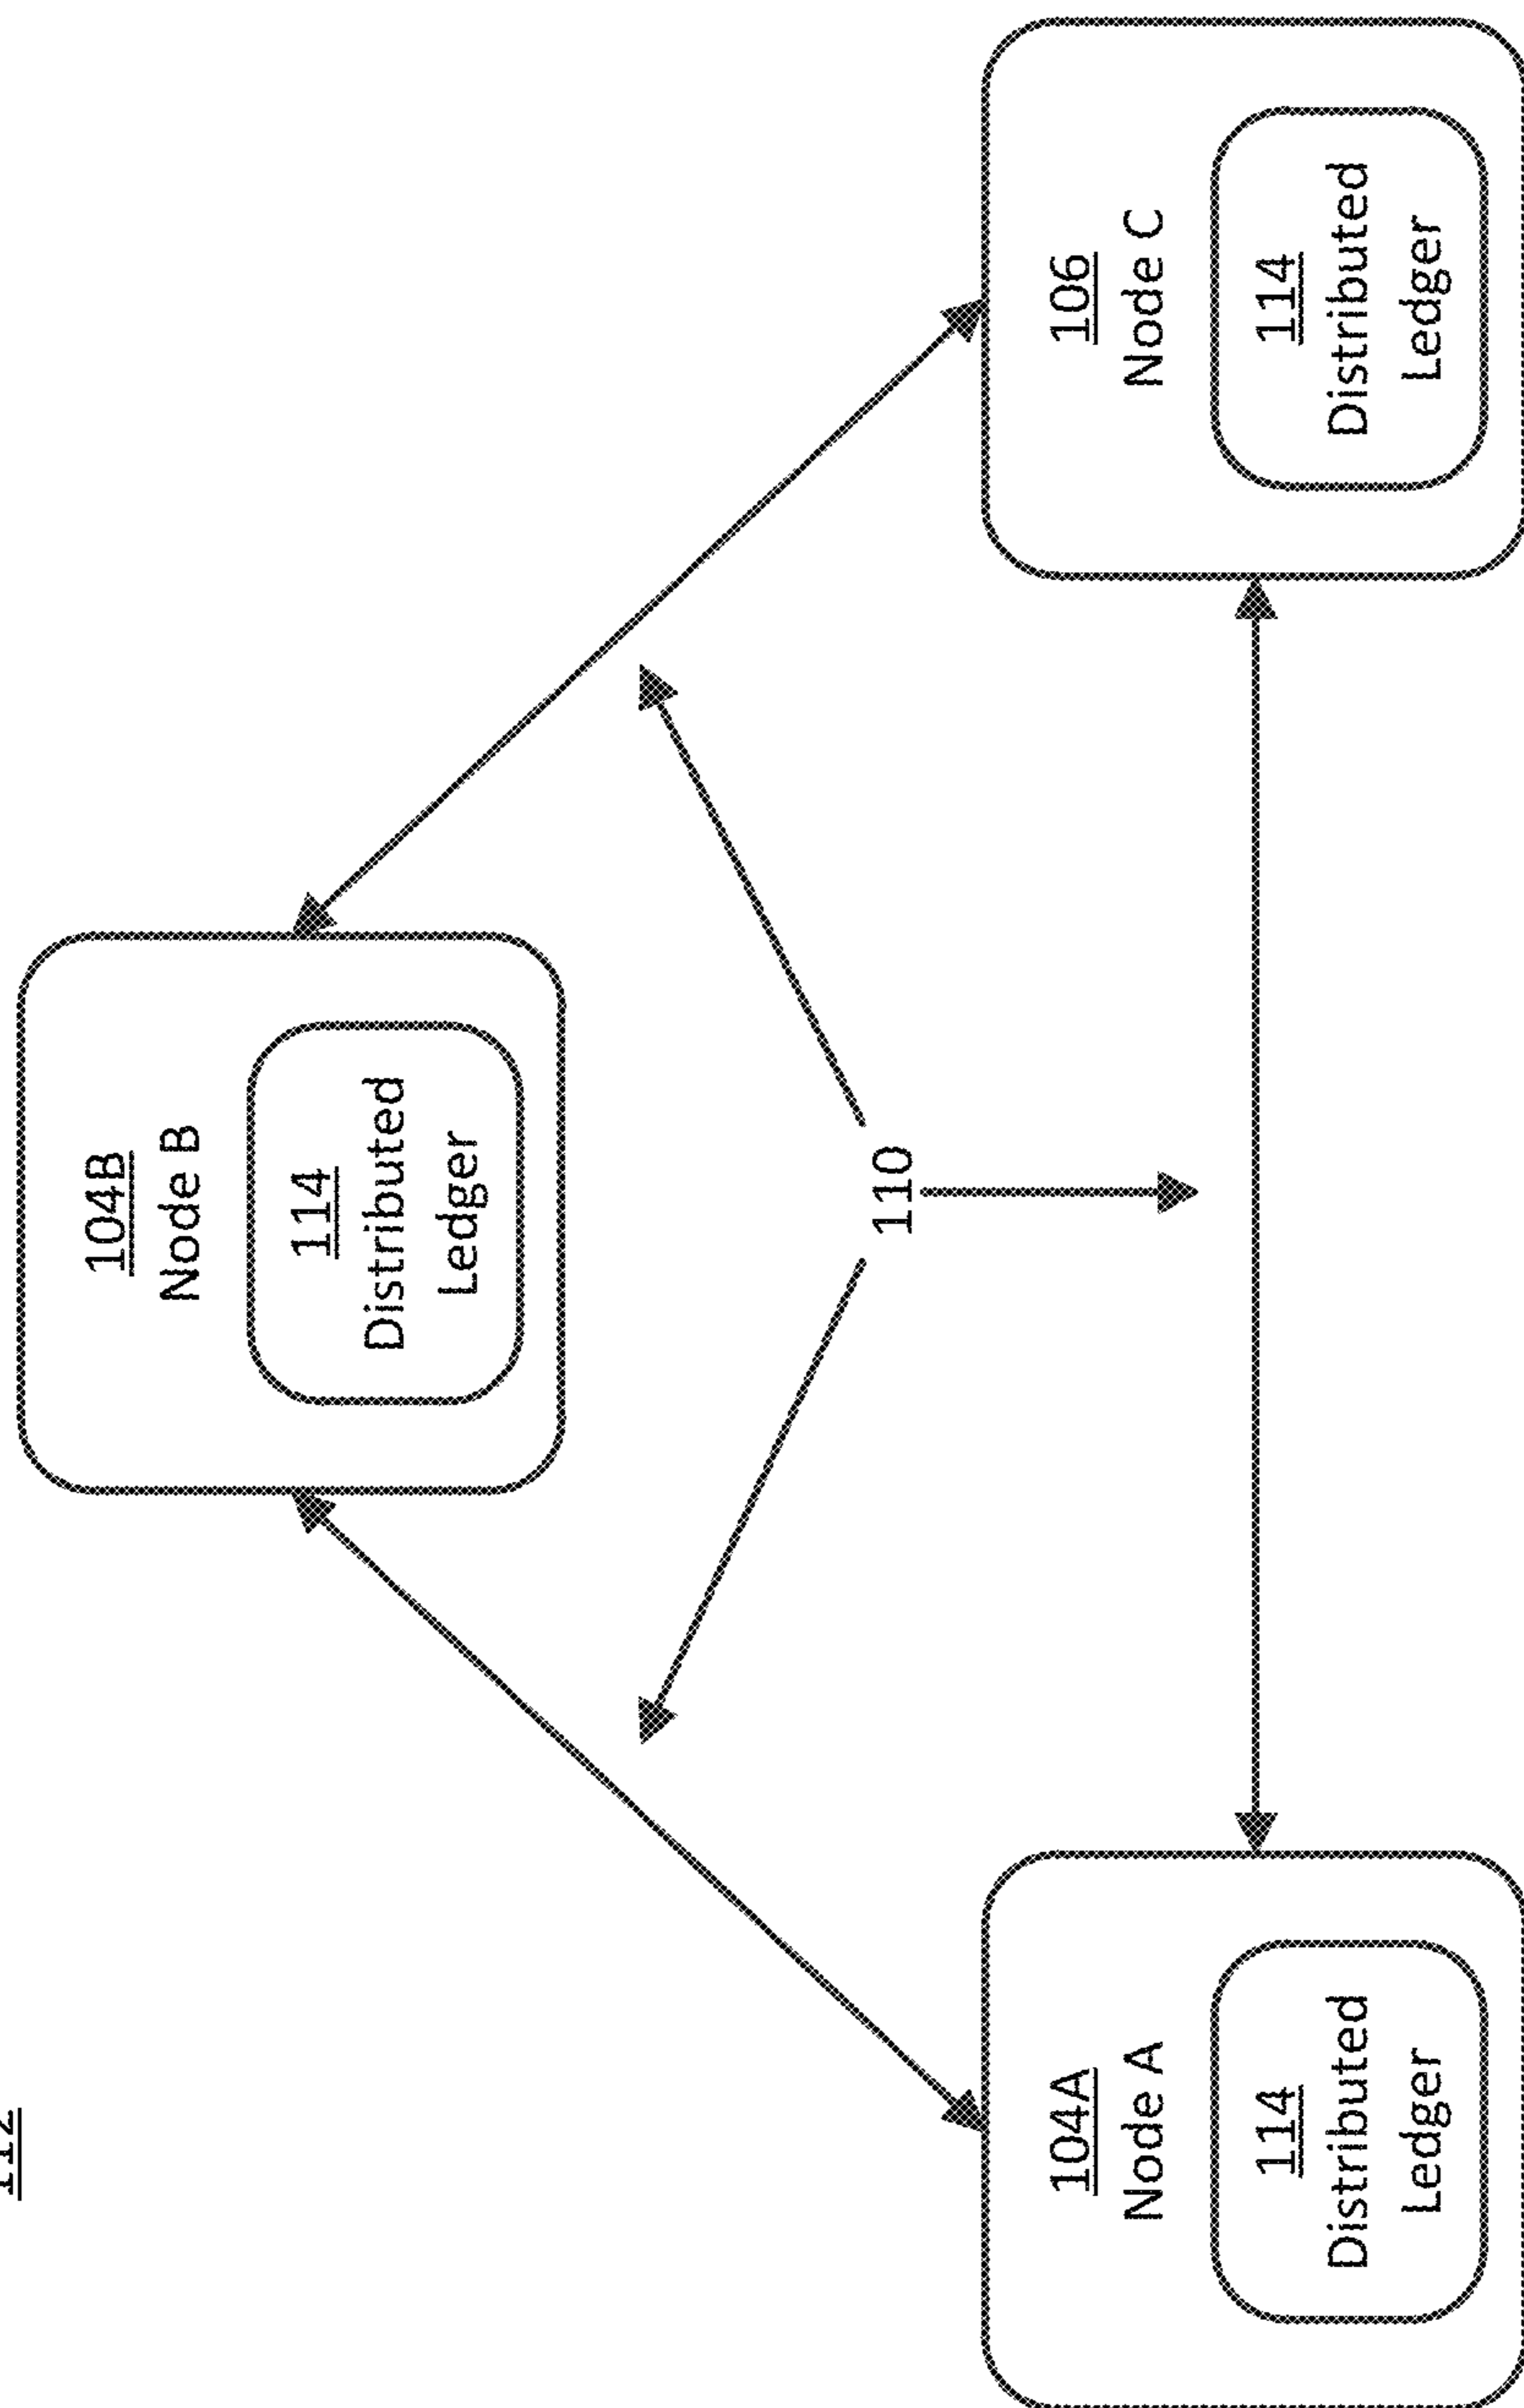 112
104B
Node B
114
Distributed
Ledger
110
104A
Node A
114
Distributed
Ledger
106
Node C
114
Distributed
Ledger